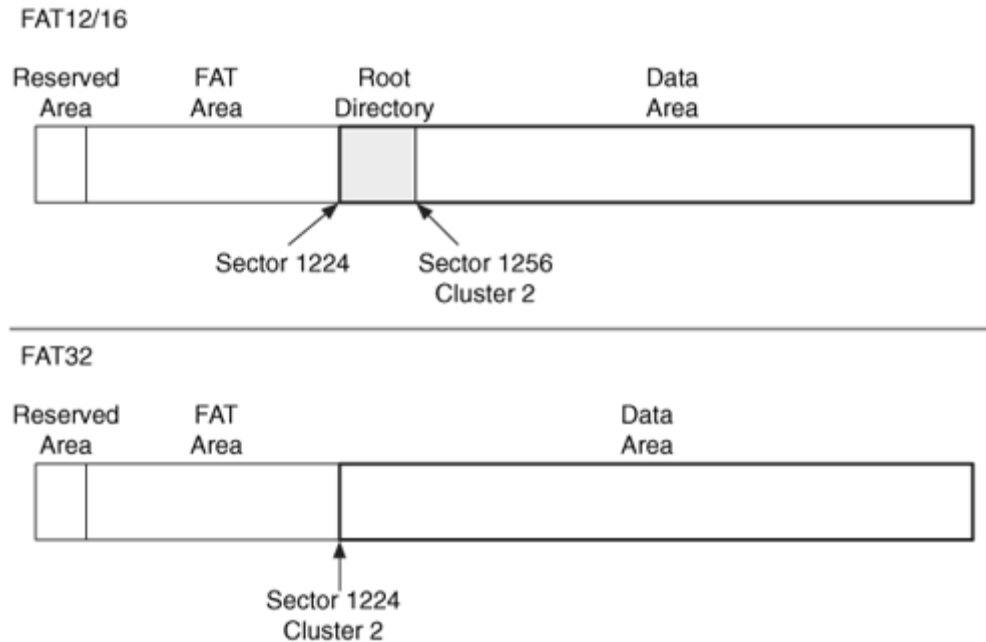 FAT12/16
Reserved Area
FAT Area
Root Directory
Data Area
Sector 1224
Sector 1256
Cluster 2
FAT32
Reserved Area
FAT Area
Data Area
Sector 1224
Cluster 2